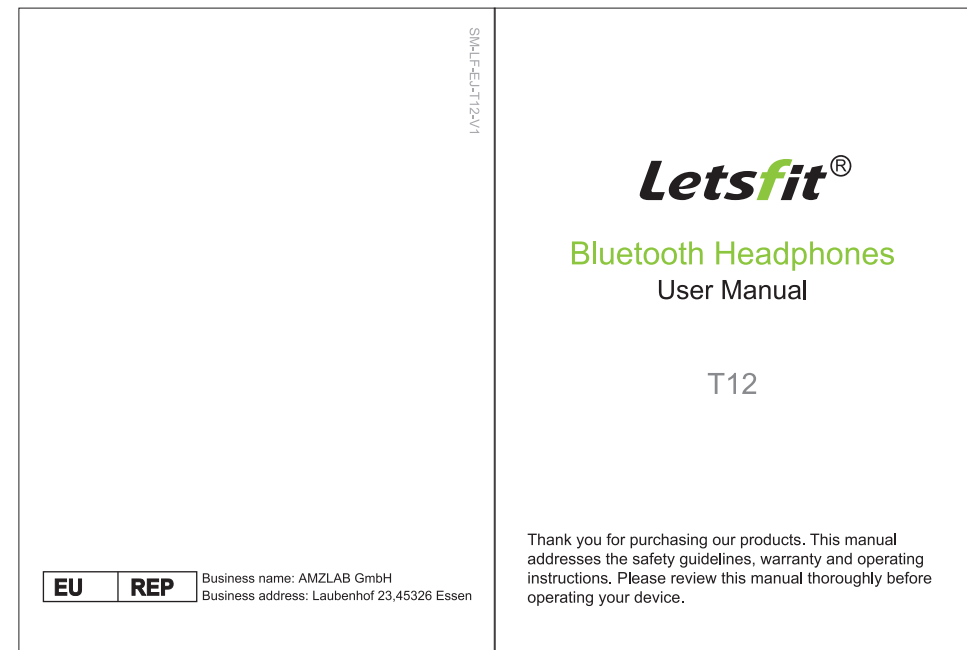 SM-LF-EJ-T12-V1
EU REP
Business name: AMZLAB GmbH
Business address: Laubenhof 23,45326 Essen
Letsfit®
Bluetooth Headphones
User Manual
T12
Thank you for purchasing our products. This manual
addresses the safety guidelines, warranty and operating
instructions. Please review this manual thoroughly before
operating your device.